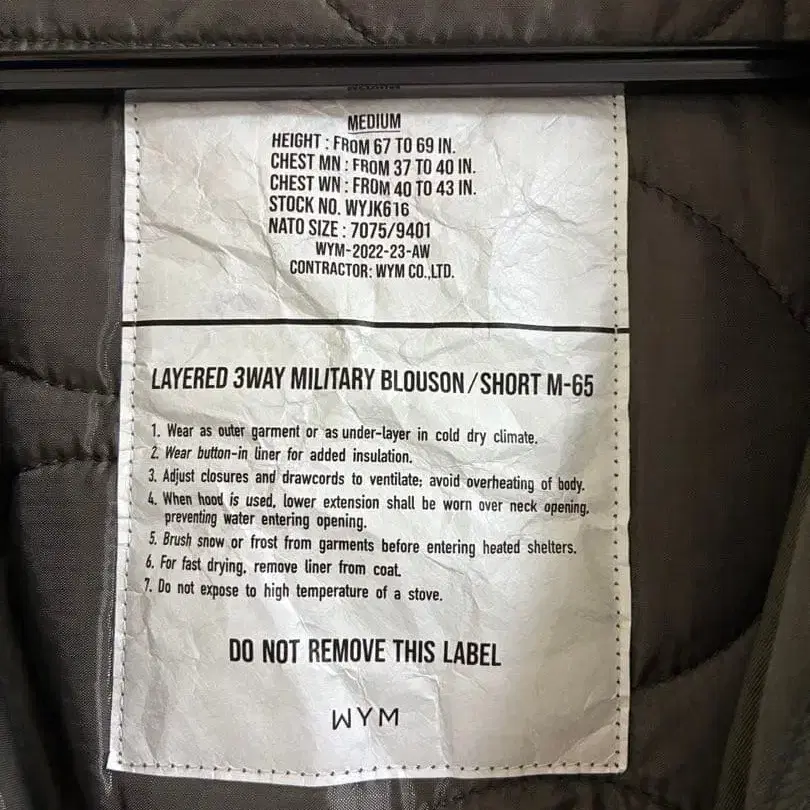 MEDIUM
HEIGHT : FROM 67 TO 69 IN.
CHEST MN : FROM 37 TO 40 IN.
CHEST WN : FROM 40 TO 43 IN.
STOCK NO. WYJK616
NATO SIZE : 7075/9401
WYM-2022-23-AW
CONTRACTOR: WYM CO.,LTD.
LAYERED 3WAY MILITARY BLOUSON/SHORT M-65
1. Wear as outer garment or as under-layer in cold dry climate.
2. Wear button-in liner for added insulation.
3. Adjust closures and drawcords to ventilate; avoid overheating of body.
4. When hood is used, lower extension shall be worn over neck opening,
preventing water entering opening.
5. Brush snow or frost from garments before entering heated shelters.
6. For fast drying, remove liner from coat.
7. Do not expose to high temperature of a stove.
DO NOT REMOVE THIS LABEL
WYM